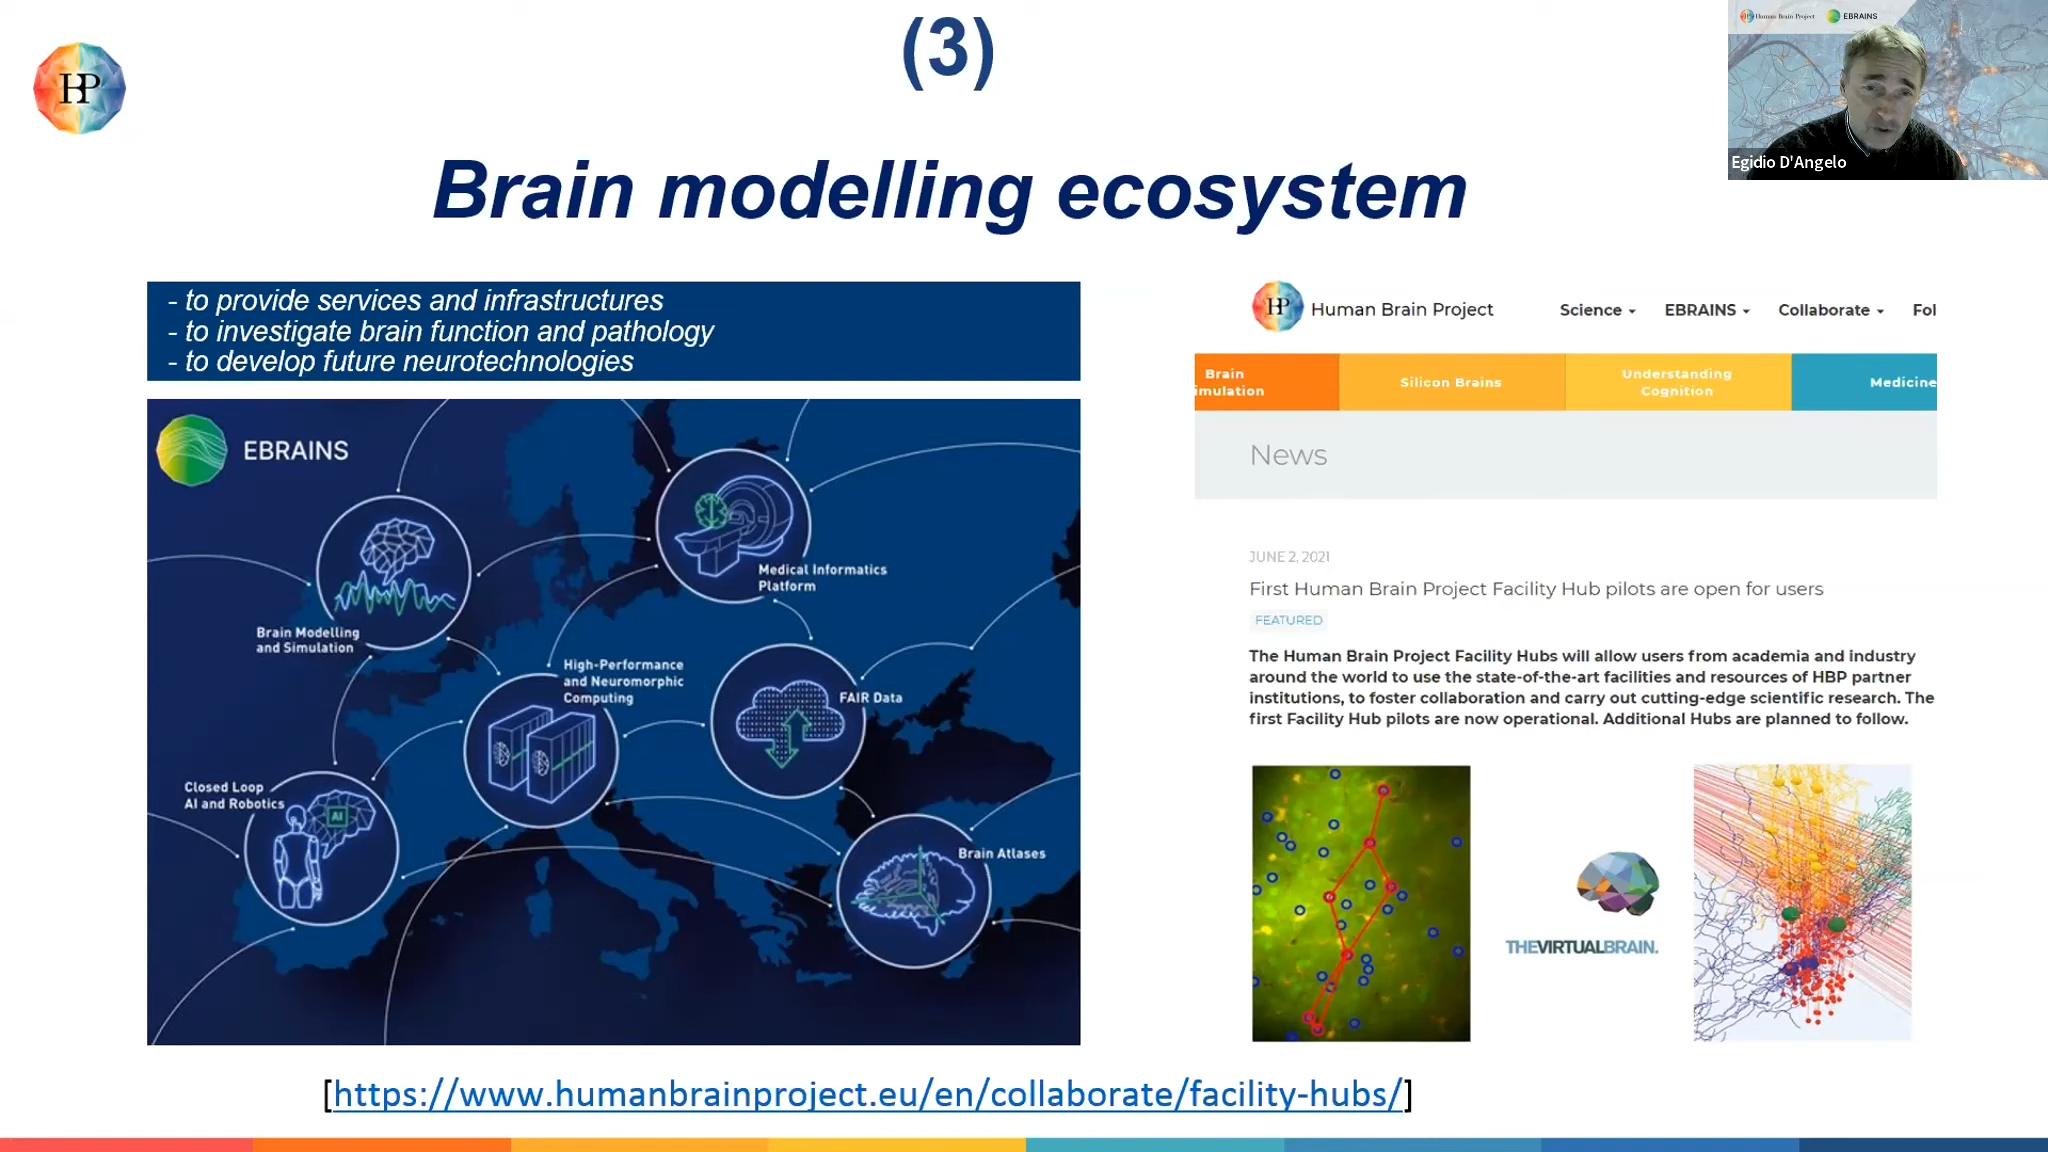 (3)
HP
Human Brain Project
EBRAINS
Egidio D'Angelo
Brain modelling ecosystem
- to provide services and infrastructures
- to investigate brain function and pathology
- to develop future neurotechnologies
EBRAINS
Medical Informatics
Platform
Brain Modelling
and Simulation
High-Performance
and Neuromorphic
Computing
FAIR Data
Closed Loop
AI and Robotics
AI
Brain Atlases
HP
Human Brain Project
Science
EBRAINS
Collaborate
Fol
Brain
imulation
Silicon Brains
Understanding
Cognition
Medicine
News
JUNE 2, 2021
First Human Brain Project Facility Hub pilots are open for users
FEATURED
The Human Brain Project Facility Hubs will allow users from academia and industry
around the world to use the state-of-the-art facilities and resources of HBP partner
institutions, to foster collaboration and carry out cutting-edge scientific research. The
first Facility Hub pilots are now operational. Additional Hubs are planned to follow.
THEVIRTUALBRAIN.
[https://www.humanbrainproject.eu/en/collaborate/facility-hubs/]